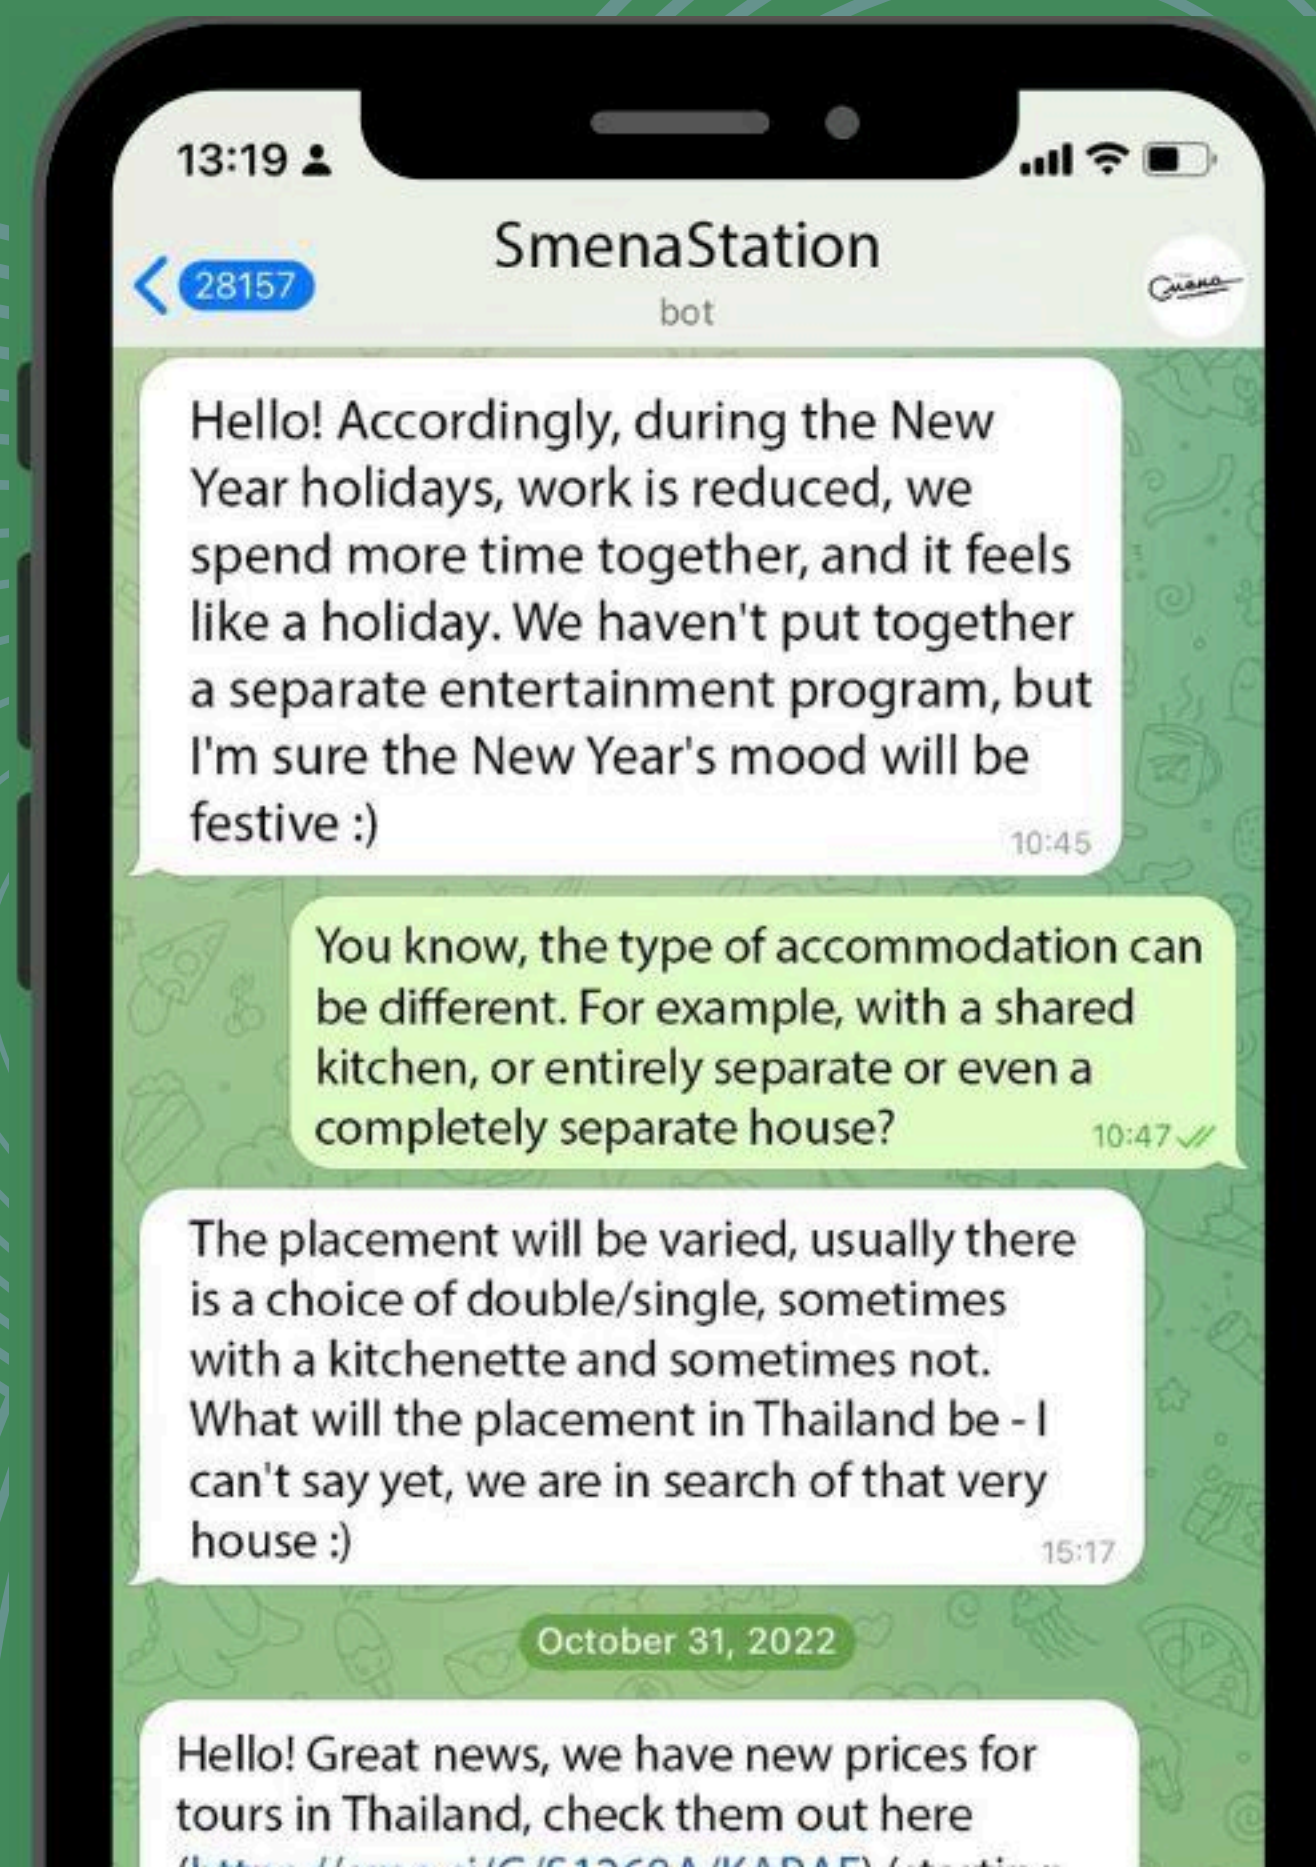 13:19
28157
SmenaStation
bot
Смена
Hello! Accordingly, during the New
Year holidays, work is reduced, we
spend more time together, and it feels
like a holiday. We haven't put together
a separate entertainment program, but
I'm sure the New Year's mood will be
festive :)
10:45
You know, the type of accommodation can
be different. For example, with a shared
kitchen, or entirely separate or even a
completely separate house?
10:47
The placement will be varied, usually there
is a choice of double/single, sometimes
with a kitchenette and sometimes not.
What will the placement in Thailand be - I
can't say yet, we are in search of that very
house :)
15:17
October 31, 2022
Hello! Great news, we have new prices for
tours in Thailand, check them out here